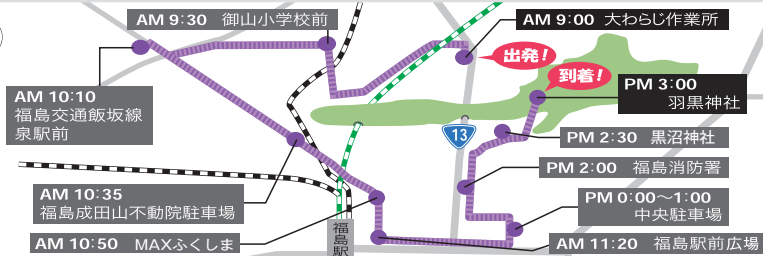 AM 9:30 御山小学校前
AM 9:00 大わらじ作業所
出発!
到着!
AM 10:10
福島交通飯坂線
泉駅前
PM 3:00
羽黒神社
13
PM 2:30 黒沼神社
PM 2:00 福島消防署
AM 10:35
福島成田山不動院駐車場
PM 0:00~1:00
中央駐車場
AM 10:50 MAXふくしま
福島駅
AM 11:20 福島駅前広場